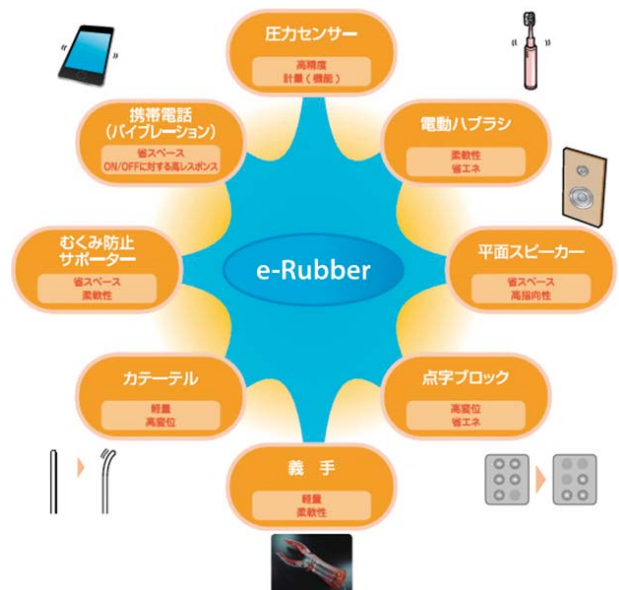 圧力センサー
高精度
計量(機能)
電動ハブラシ
柔軟性
省エネ
平面スピーカー
省スペース
高指向性
点字ブロック
高変位
省エネ
義 手
軽量
柔軟性
カテーテル
軽量
高変位
むくみ防止
サポーター
省スペース
柔軟性
携帯電話
(バイブレーション)
省スペース
ON/OFFに対する高レスポンス
e-Rubber